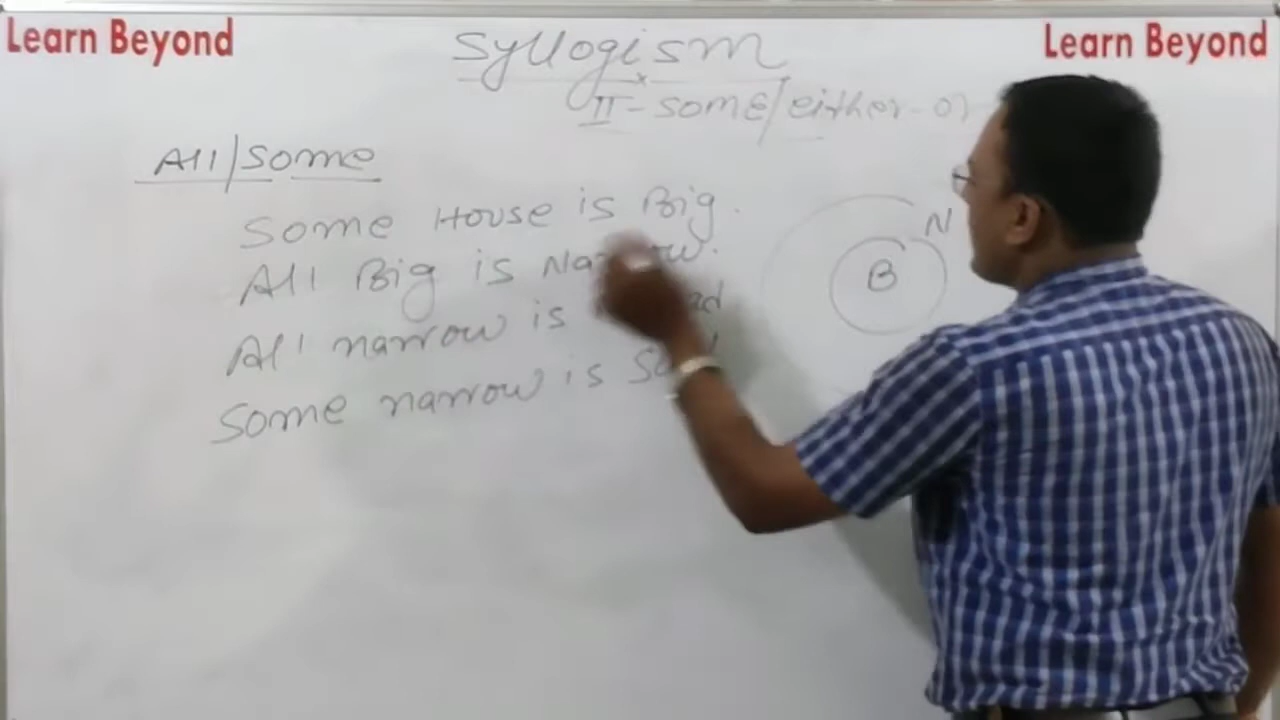 Learn Beyond
Learn Beyond
Syllogism
II - some/either-or
All/some
Some House is Big.
All Big is
All narrow is
Some narrow is
N
B